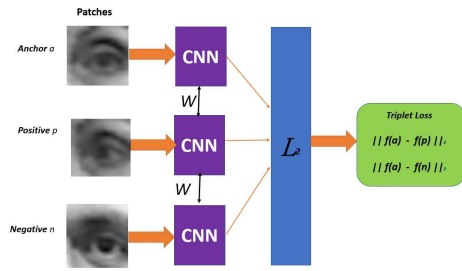 Patches
Anchor a
CNN
W
Positive p
CNN
W
Negative n
CNN
L2
Triplet Loss
|| f(a) - f(p) ||₂
|| f(a) - f(n) ||₂